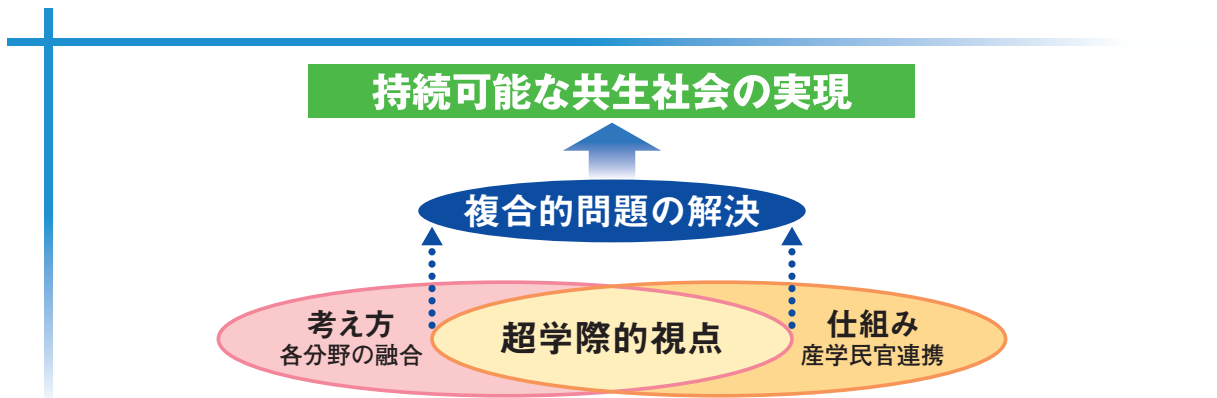 持続可能な共生社会の実現
複合的問題の解決
考え方
各分野の融合
超学際的視点
仕組み
産学民官連携